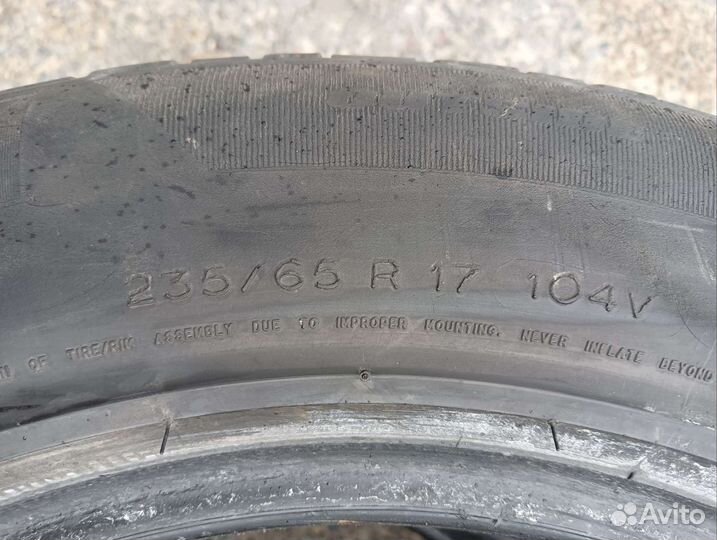 235/65 R 17 104V
OF TIRE/RIM ASSEMBLY DUE TO IMPROPER MOUNTING. NEVER INFLATE BEYOND
Avito